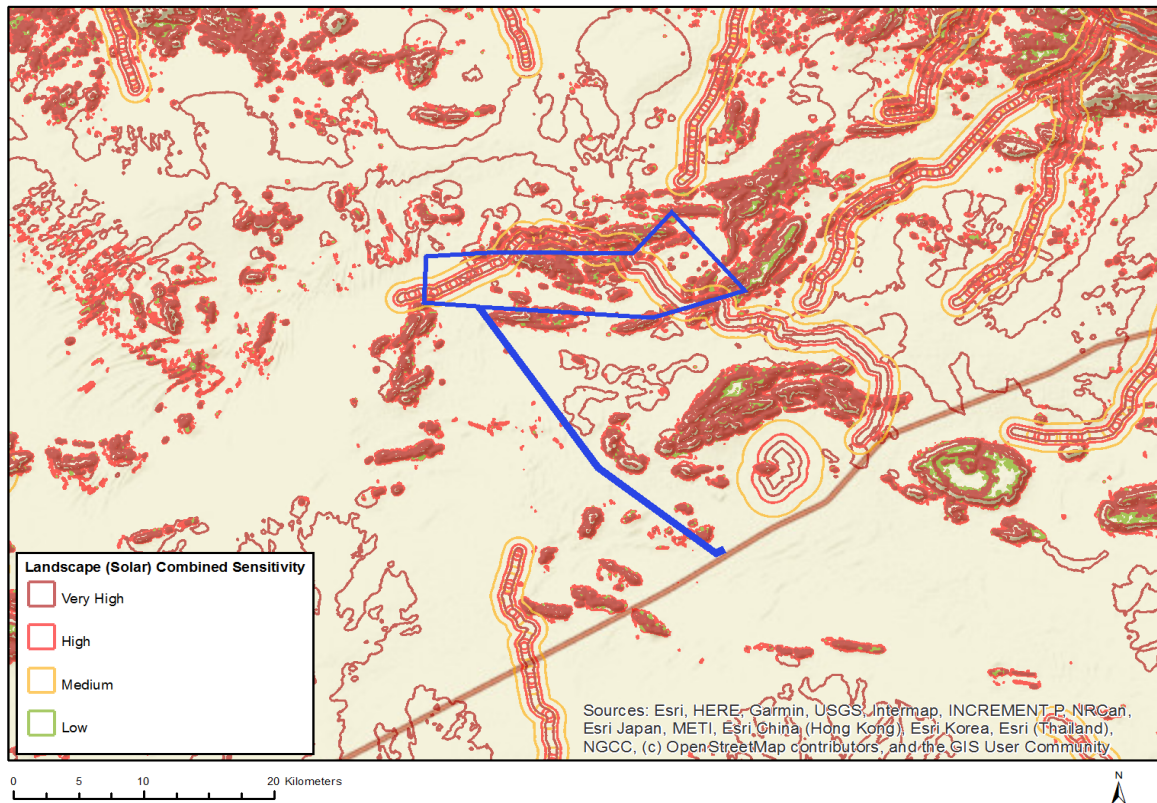 Landscape (Solar) Combined Sensitivity
Very High
High
Medium
Low
Sources: Esri, HERE, Garmin, USGS, Intermap, INCREMENT P, NRCan,
Esri Japan, METI, Esri China (Hong Kong), Esri Korea, Esri (Thailand),
NGCC, (c) OpenStreetMap contributors, and the GIS User Community
0 5 10 20 Kilometers
N